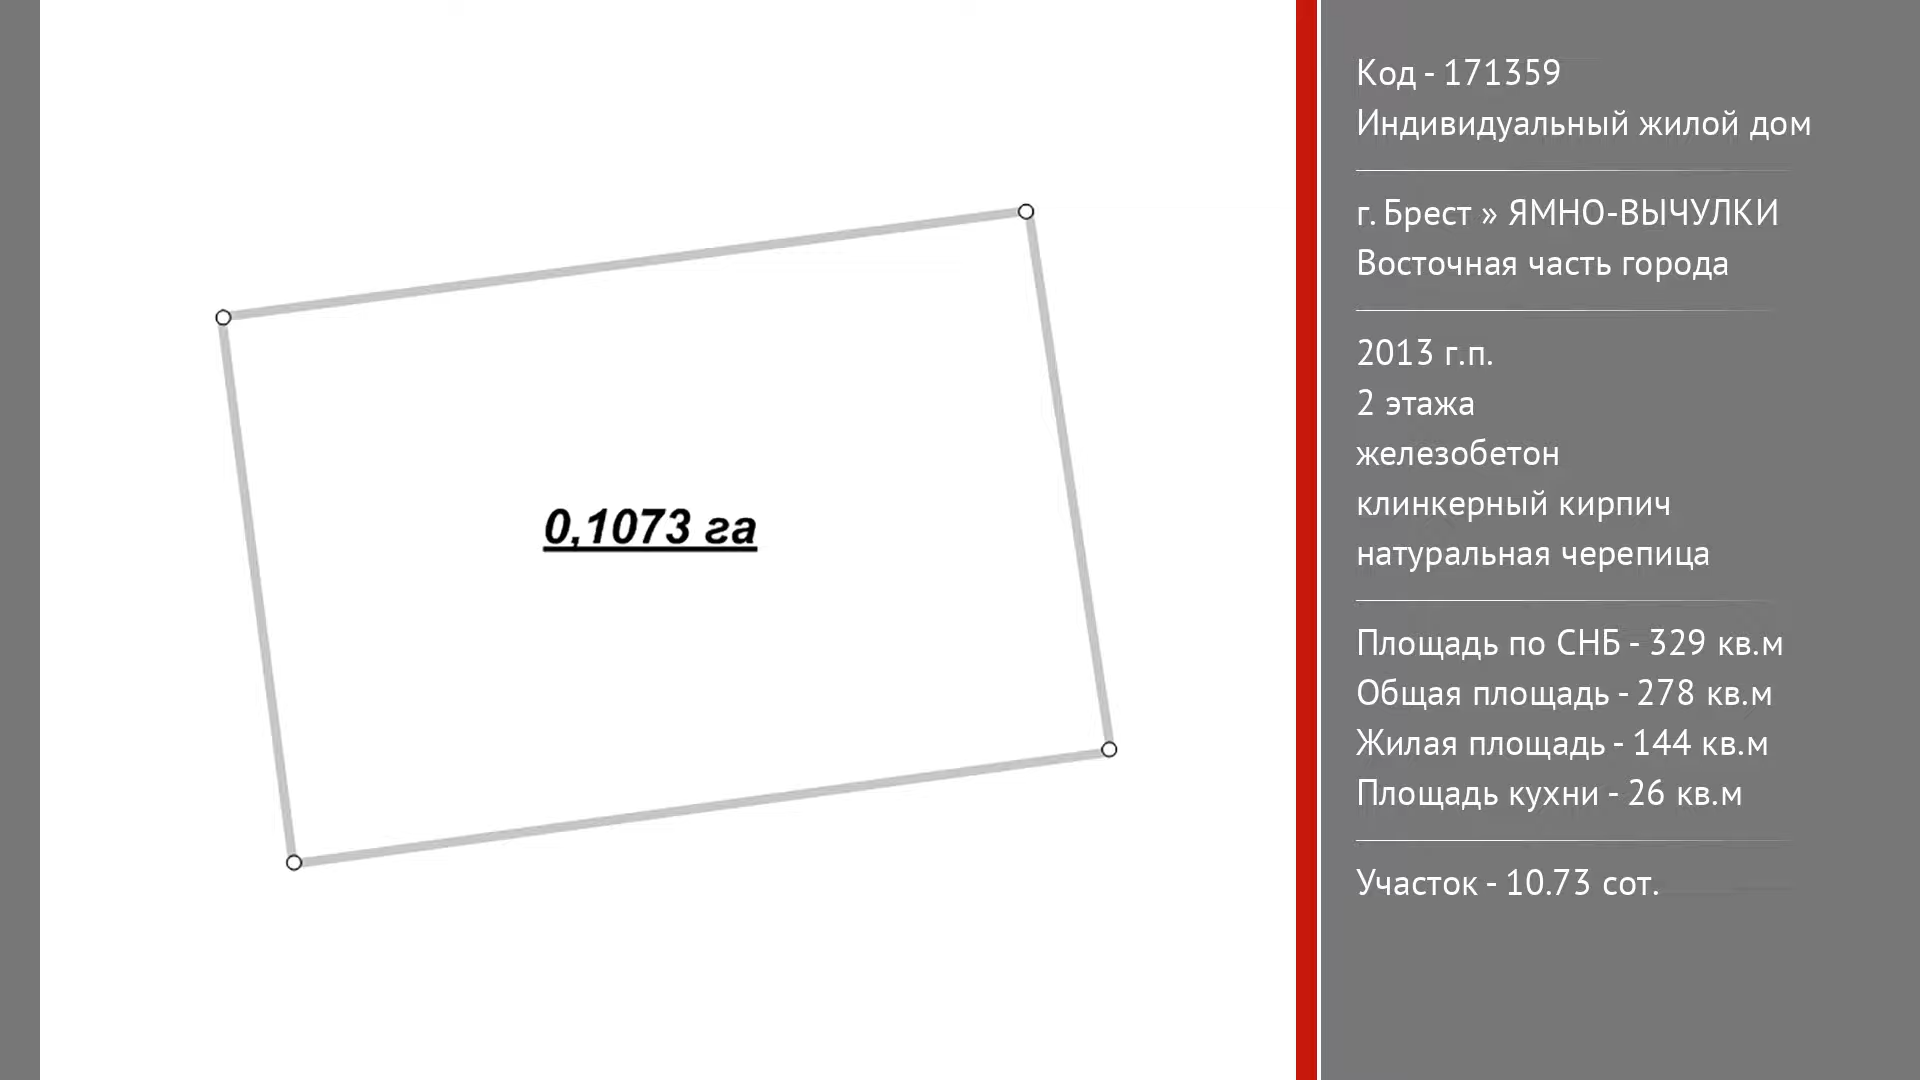 0,1073 га
Код - 171359
Индивидуальный жилой дом
г. Брест » ЯМНО-ВЫЧУЛКИ
Восточная часть города
2013 г.п.
2 этажа
железобетон
клинкерный кирпич
натуральная черепица
Площадь по СНБ - 329 кв.м
Общая площадь - 278 кв.м
Жилая площадь - 144 кв.м
Площадь кухни - 26 кв.м
Участок - 10.73 сот.